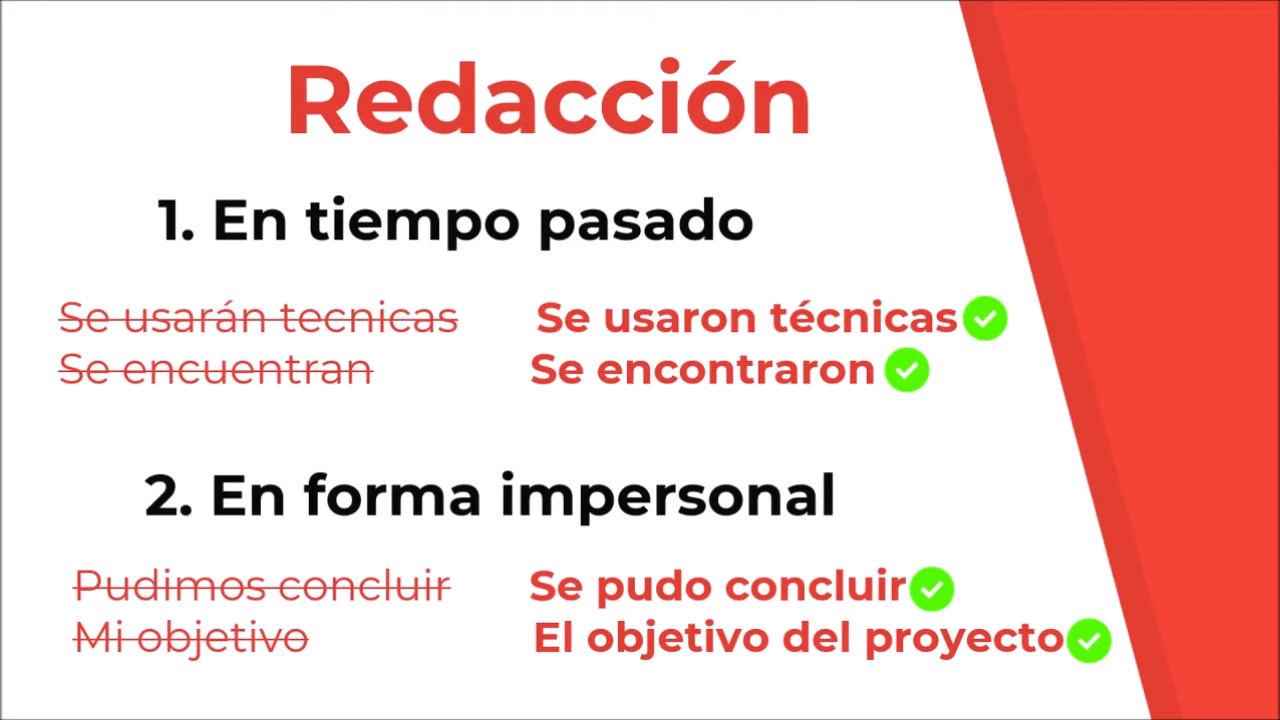 Redacción
1. En tiempo pasado
Se usarán tecnicas Se usaron técnicas
Se encuentran Se encontraron
2. En forma impersonal
Pudimos concluir Se pudo concluir
Mi objetivo El objetivo del proyecto